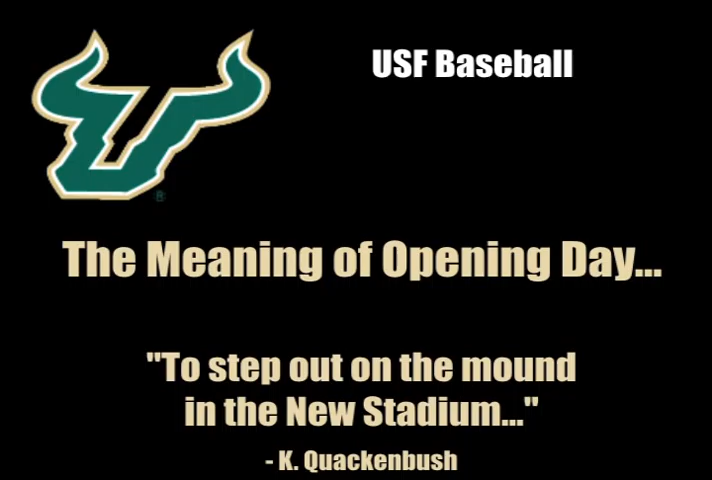 USF Baseball
The Meaning of Opening Day...
"To step out on the mound
in the New Stadium..."
- K. Quackenbush